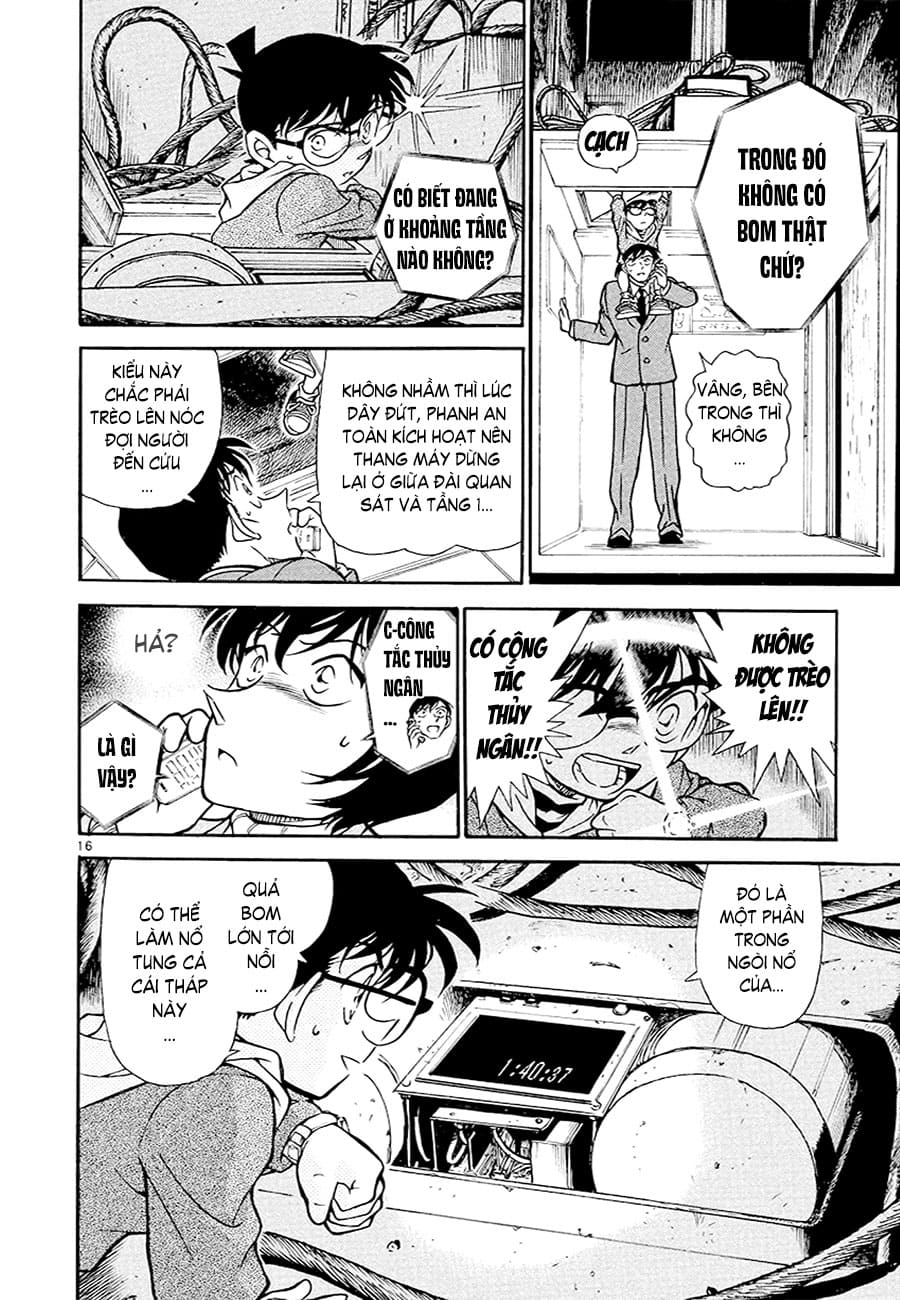 TRONG ĐÓ
KHÔNG CÓ
BOM THẬT
CHỨ?
CẠCH
VÂNG, BÊN
TRONG THÌ
KHÔNG
...
CÓ BIẾT ĐANG
Ở KHOẢNG TẦNG
NÀO KHÔNG?
KHÔNG NHẦM THÌ LÚC
DÂY ĐỨT, PHANH AN
TOÀN KÍCH HOẠT NÊN
THANG MÁY DỪNG
LẠI Ở GIỮA ĐÀI QUAN
SÁT VÀ TẦNG 1...
KIỂU NÀY
CHẮC PHẢI
TRÈO LÊN NÓC
ĐỢI NGƯỜI
ĐẾN CỨU
...
KHÔNG
ĐƯỢC TRÈO
LÊN!!
CÓ CÔNG
TẮC
THỦY
NGÂN!!
C-CÔNG
TẮC THỦY
NGÂN
...
HẢ?
LÀ GÌ
VẬY?
16
ĐÓ LÀ
MỘT PHẦN
TRONG
NGÒI NỔ
CỦA...
1:40:37
QUẢ
BOM
LỚN TỚI
NỖI
...
CÓ THỂ
LÀM NỔ
TUNG CẢ
CÁI THÁP
NÀY
...